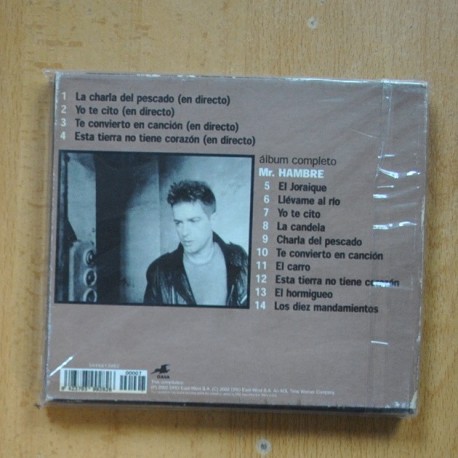 1 La charla del pescado (en directo)
2 Yo te cito (en directo)
3 Te convierto en canción (en directo)
4 Esta tierra no tiene corazón (en directo)
álbum completo
Mr. HAMBRE
5 El Joraique
6 Llévame al río
7 Yo te cito
8 La candela
9 Charla del pescado
10 Te convierto en canción
11 El carro
12 Esta tierra no tiene corazón
13 El hormigueo
14 Los diez mandamientos